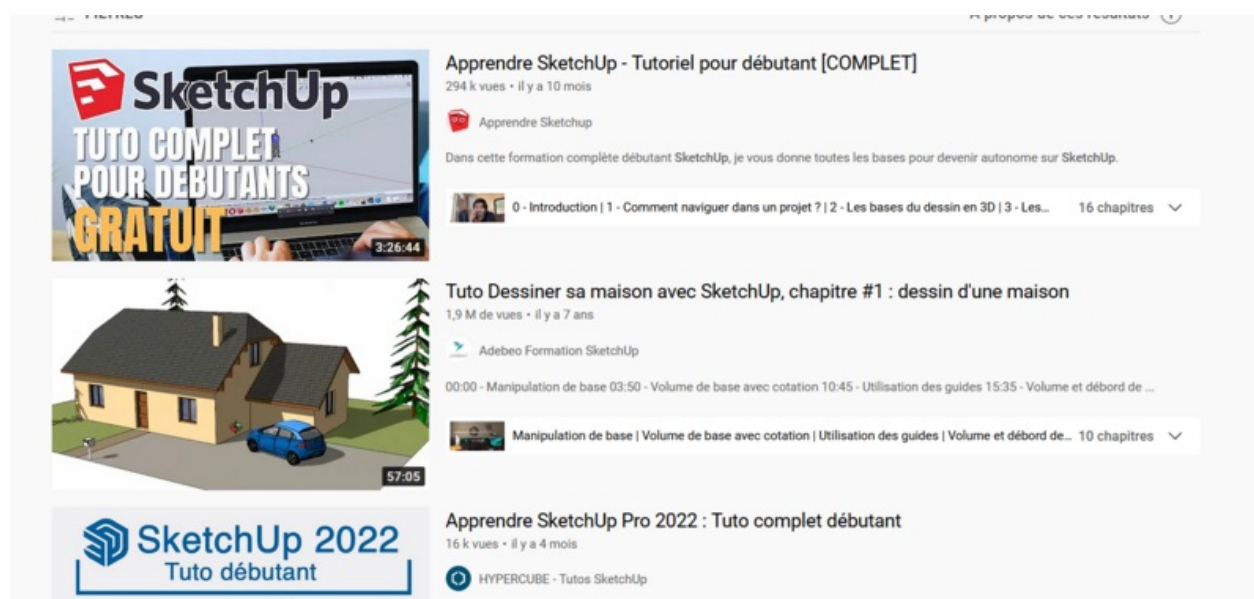 FILTRES
À propos de ces résultats
SketchUp
TUTO COMPLET
POUR DEBUTANTS
GRATUIT
3:26:44
Apprendre SketchUp - Tutoriel pour débutant [COMPLET]
294 k vues • il y a 10 mois
Apprendre Sketchup
Dans cette formation complète débutant SketchUp, je vous donne toutes les bases pour devenir autonome sur SketchUp.
0 - Introduction | 1 - Comment naviguer dans un projet ? | 2 - Les bases du dessin en 3D | 3 - Les... 16 chapitres
57:05
Tuto Dessiner sa maison avec SketchUp, chapitre #1 : dessin d'une maison
1,9 M de vues • il y a 7 ans
Adebeo Formation SketchUp
00:00 - Manipulation de base 03:50 - Volume de base avec cotation 10:45 - Utilisation des guides 15:35 - Volume et débord de ...
Manipulation de base | Volume de base avec cotation | Utilisation des guides | Volume et débord de... 10 chapitres
SketchUp 2022
Tuto débutant
Apprendre SketchUp Pro 2022 : Tuto complet débutant
16 k vues • il y a 4 mois
HYPERCUBE - Tutos SketchUp